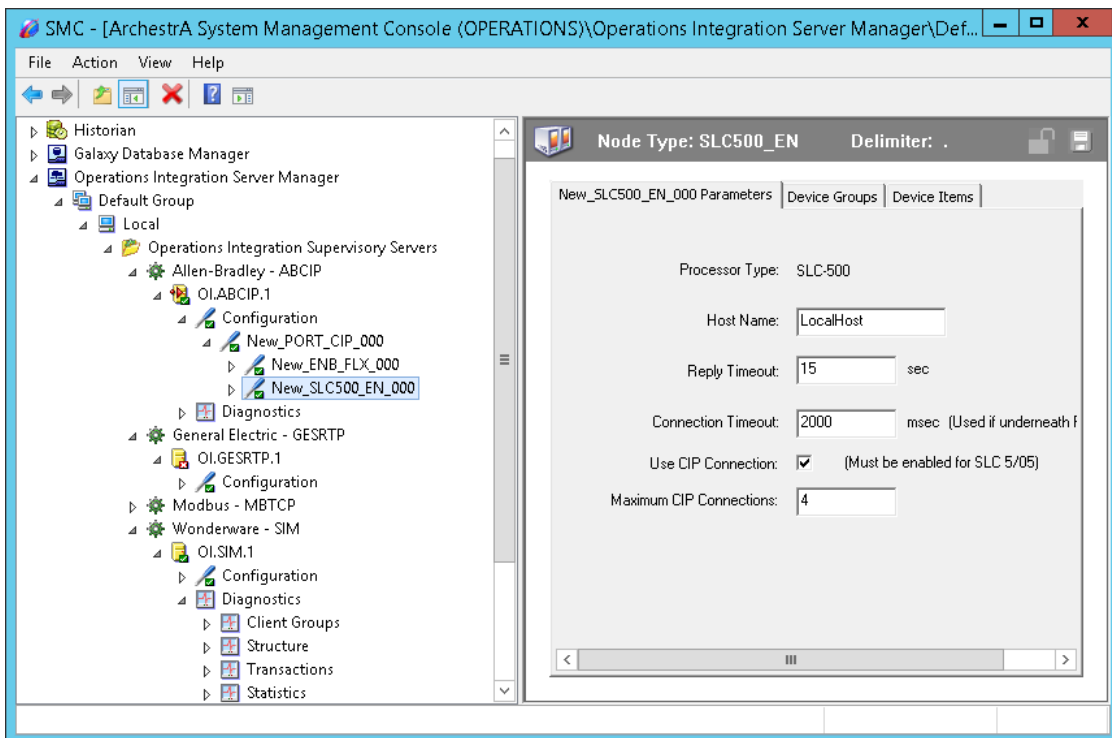 SMC - [ArchestrA System Management Console (OPERATIONS)\Operations Integration Server Manager\Def...
File Action View Help
Historian
Galaxy Database Manager
Operations Integration Server Manager
Default Group
Local
Operations Integration Supervisory Servers
Allen-Bradley - ABCIP
OI.ABCIP.1
Configuration
New_PORT_CIP_000
New_ENB_FLX_000
New_SLC500_EN_000
Diagnostics
General Electric - GESRTP
OI.GESRTP.1
Configuration
Modbus - MBTCP
Wonderware - SIM
OI.SIM.1
Configuration
Diagnostics
Client Groups
Structure
Transactions
Statistics
Node Type: SLC500_EN Delimiter: .
New_SLC500_EN_000 Parameters Device Groups Device Items
Processor Type: SLC-500
Host Name: LocalHost
Reply Timeout: 15 sec
Connection Timeout: 2000 msec (Used if underneath
Use CIP Connection: (Must be enabled for SLC 5/05)
Maximum CIP Connections: 4